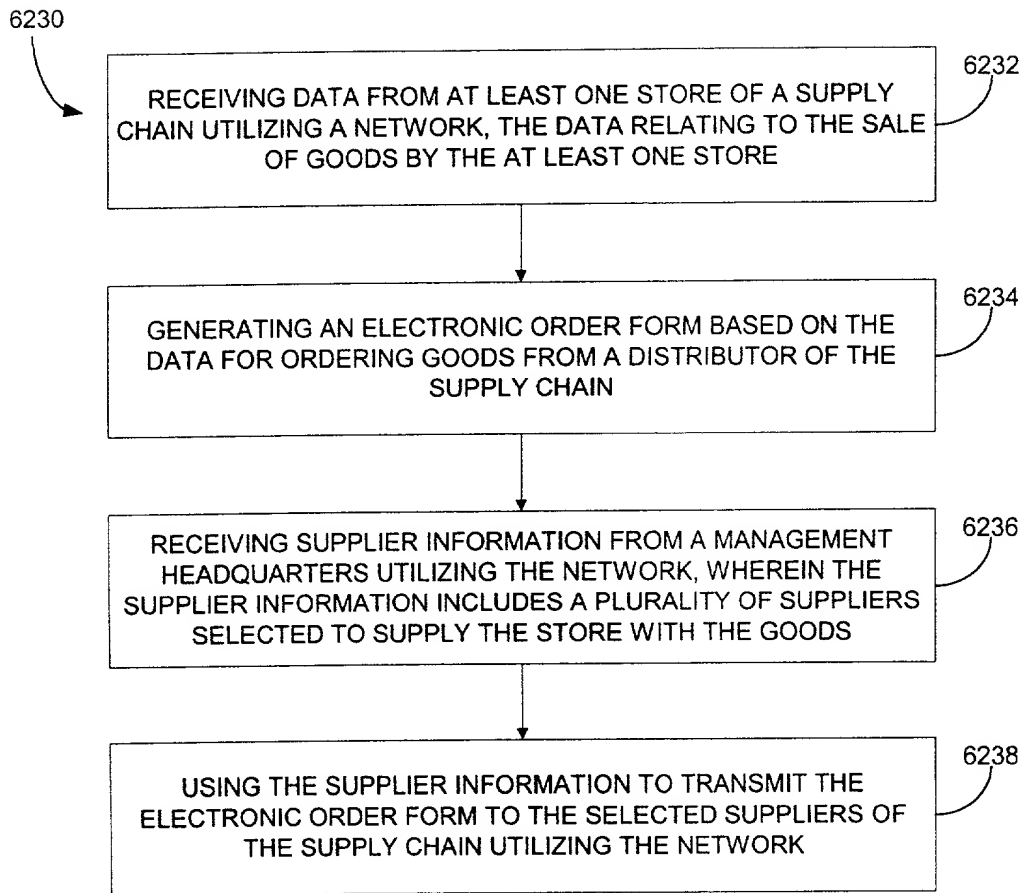 6230
6232
RECEIVING DATA FROM AT LEAST ONE STORE OF A SUPPLY
CHAIN UTILIZING A NETWORK, THE DATA RELATING TO THE SALE
OF GOODS BY THE AT LEAST ONE STORE
6234
GENERATING AN ELECTRONIC ORDER FORM BASED ON THE
DATA FOR ORDERING GOODS FROM A DISTRIBUTOR OF THE
SUPPLY CHAIN
6236
RECEIVING SUPPLIER INFORMATION FROM A MANAGEMENT
HEADQUARTERS UTILIZING THE NETWORK, WHEREIN THE
SUPPLIER INFORMATION INCLUDES A PLURALITY OF SUPPLIERS
SELECTED TO SUPPLY THE STORE WITH THE GOODS
6238
USING THE SUPPLIER INFORMATION TO TRANSMIT THE
ELECTRONIC ORDER FORM TO THE SELECTED SUPPLIERS OF
THE SUPPLY CHAIN UTILIZING THE NETWORK